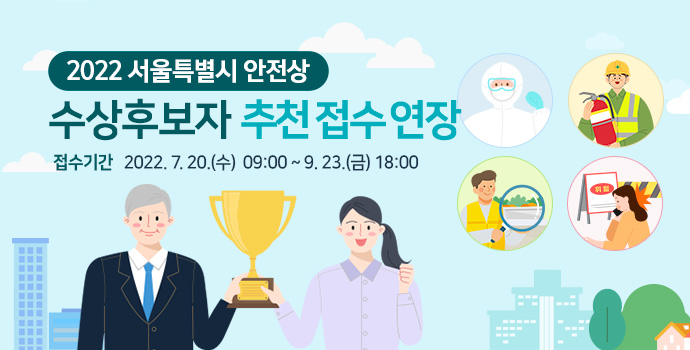 2022 서울특별시 안전상
수상후보자 추천 접수 연장
접수기간 2022. 7. 20.(수) 09:00 ~ 9. 23.(금) 18:00
위험